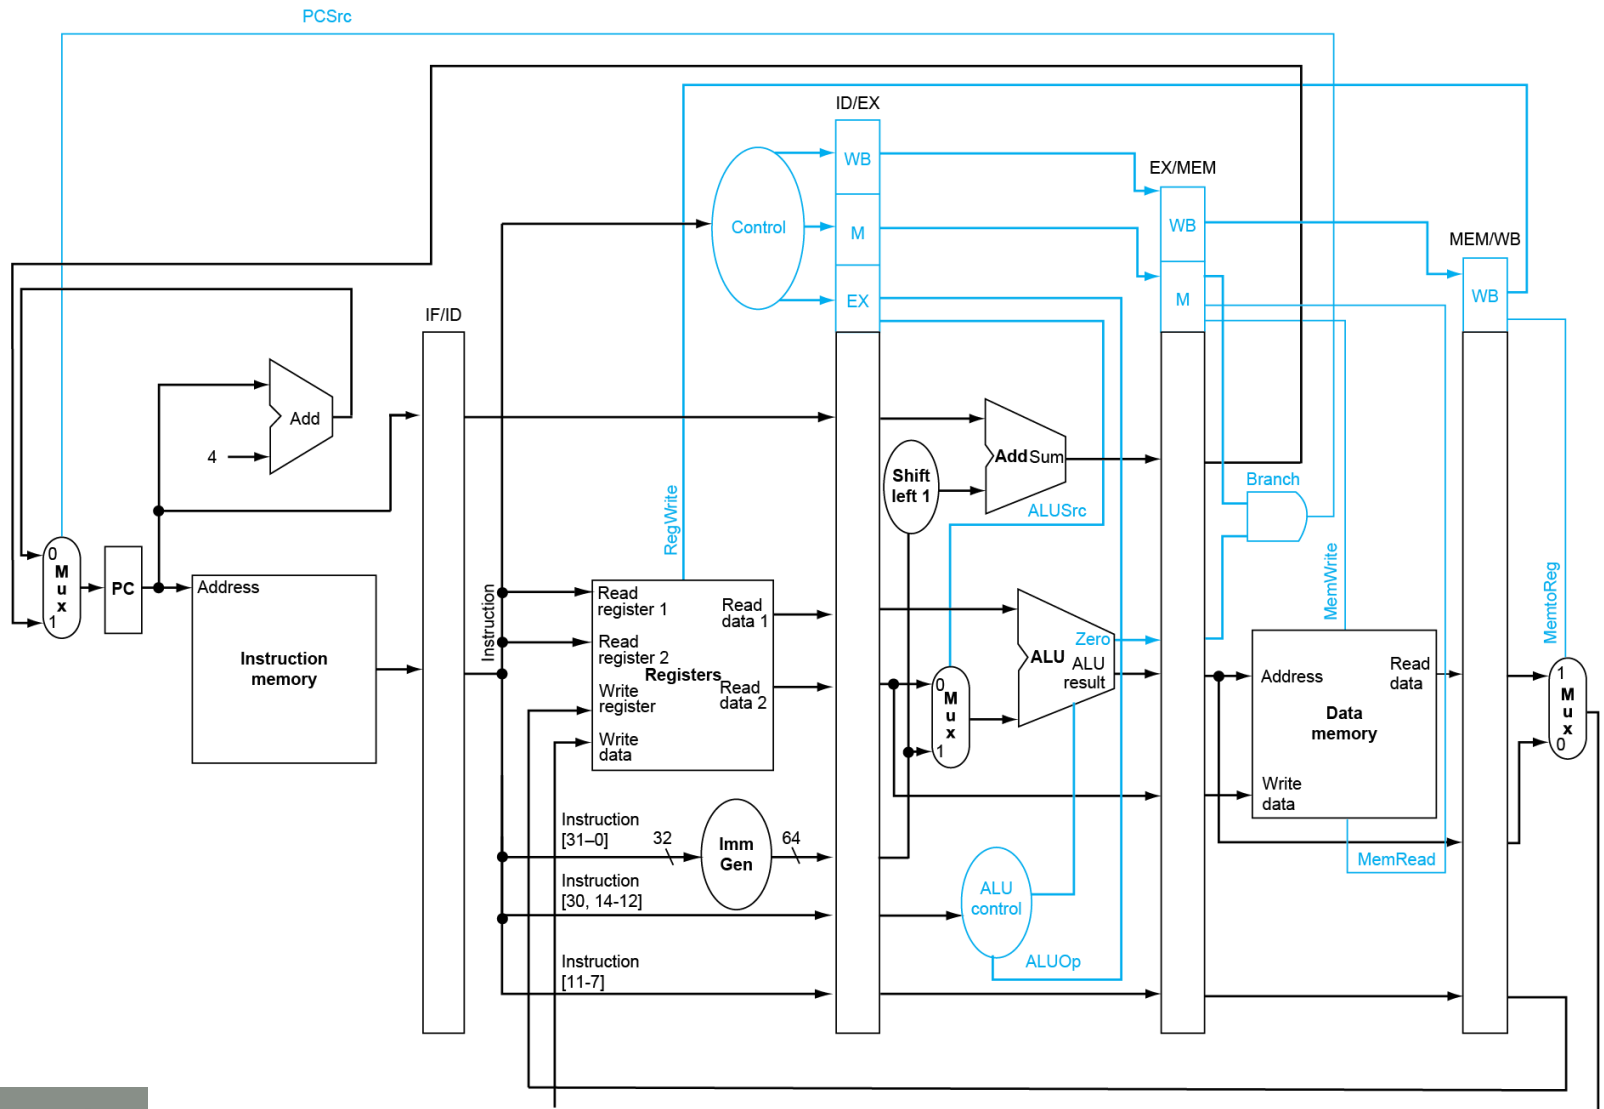 PCSrc
ID/EX
WB
EX/MEM
Control
M
WB
MEM/WB
EX
M
WB
IF/ID
Add
4
Add Sum
Shift
left 1
Branch
ALUSrc
RegWrite
MemWrite
MemtoReg
0
M
u
x
1
PC
Address
Instruction
memory
Instruction
Read
register 1
Read
data 1
Read
register 2
Registers
Read
data 2
Write
register
Write
data
Zero
ALU
ALU
result
0
M
u
x
1
Address
Read
data
Data
memory
Write
data
1
M
u
x
0
Instruction
[31–0]
32
Imm
Gen
64
MemRead
Instruction
[30, 14-12]
ALU
control
Instruction
[11-7]
ALUOp